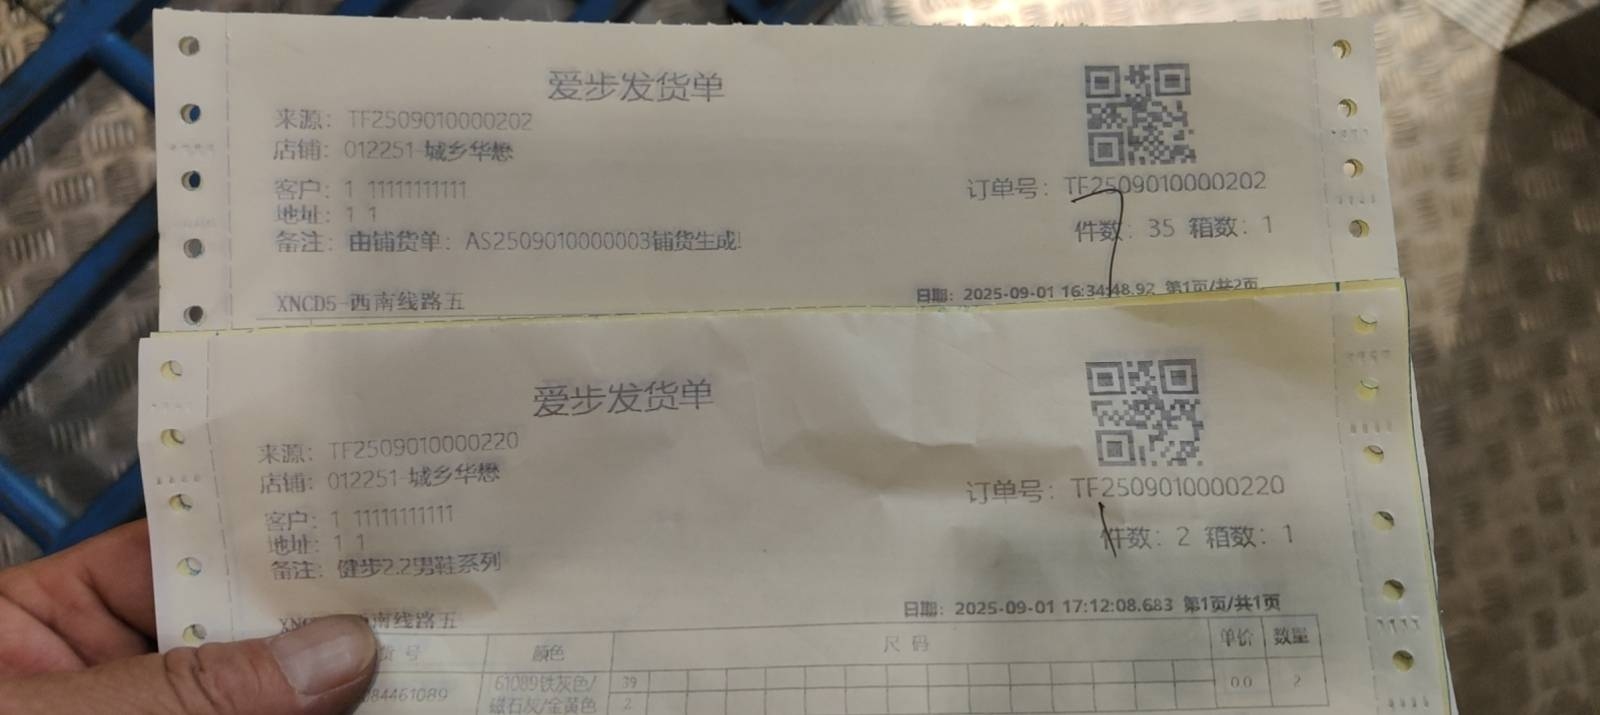 爱步发货单
来源：TF2509010000202
店铺：012251-城乡华懋
客户：1 11111111111
订单号：TF2509010000202
地址：1 1
件数：35 箱数：1
备注：由铺货单：AS2509010000003铺货生成!
XNCD5-西南线路五
日期：2025-09-01 16:34:48.92 第1页/共2页
7
爱步发货单
来源：TF2509010000220
店铺：012251-城乡华懋
订单号：TF2509010000220
客户：1 11111111111
地址：1 1
件数：2 箱数：1
备注：健步2.2男鞋系列
日期：2025-09-01 17:12:08.683 第1页/共1页
南线路五
号 颜色 尺 码 单价 数量
84461089 61089铁灰色/ 39 0.0 2
磁石灰/金黄色 2